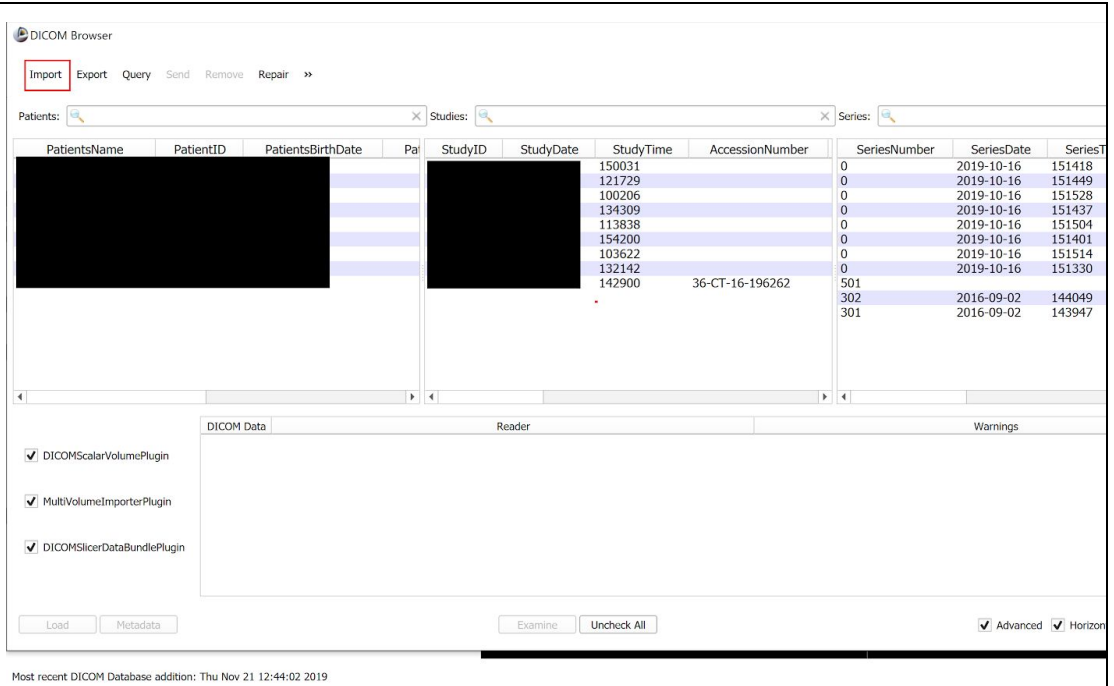 DICOM Browser
Import Export Query Send Remove Repair »
Patients: Studies: Series:
PatientsName PatientID PatientsBirthDate Pat StudyID StudyDate StudyTime AccessionNumber SeriesNumber SeriesDate SeriesT
150031 0 2019-10-16 151418
121729 0 2019-10-16 151449
100206 0 2019-10-16 151528
134309 0 2019-10-16 151437
113838 0 2019-10-16 151504
154200 0 2019-10-16 151401
103622 0 2019-10-16 151514
132142 0 2019-10-16 151330
142900 36-CT-16-196262 501
302 2016-09-02 144049
301 2016-09-02 143947
DICOM Data Reader Warnings
DICOMScalarVolumePlugin
MultiVolumeImporterPlugin
DICOMSlicerDataBundlePlugin
Load Metadata Examine Uncheck All Advanced Horizon
Most recent DICOM Database addition: Thu Nov 21 12:44:02 2019